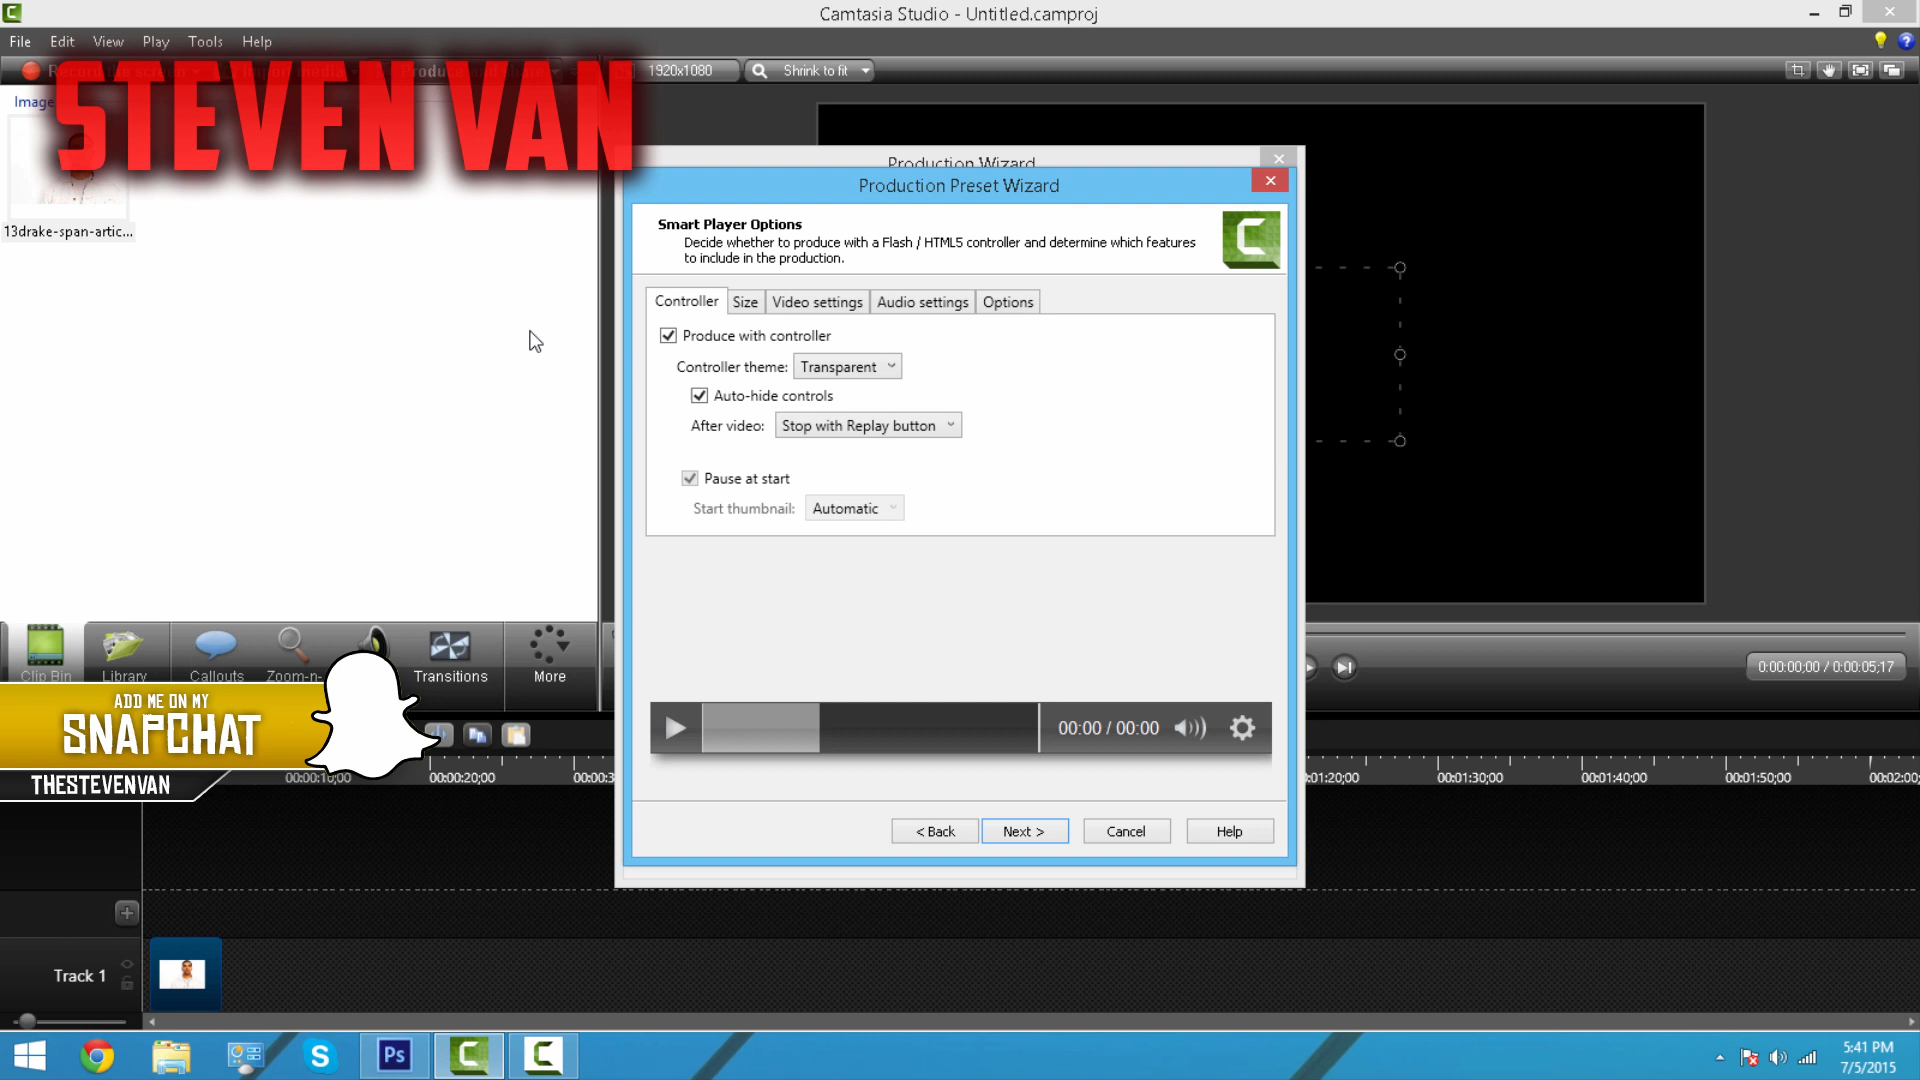 Camtasia Studio - Untitled.camproj
File Edit View Play Tools Help
STEVEN VAN
1920x1080
Shrink to fit
Image
13drake-span-artic...
Production Wizard
Production Preset Wizard
Smart Player Options
Decide whether to produce with a Flash / HTML5 controller and determine which features
to include in the production.
Controller Size Video settings Audio settings Options
Produce with controller
Controller theme: Transparent
Auto-hide controls
After video: Stop with Replay button
Pause at start
Start thumbnail: Automatic
00:00 / 00:00
< Back Next > Cancel Help
Clip Bin Library Callouts Zoom-n- Transitions More
0:00:00;00 / 0:00:05;17
ADD ME ON MY
SNAPCHAT
THESTEVENVAN
00:00:10;00 00:00:20;00 00:00:3 01:20;00 00:01:30;00 00:01:40;00 00:01:50;00 00:02:00;
Track 1
Ps
5:41 PM
7/5/2015